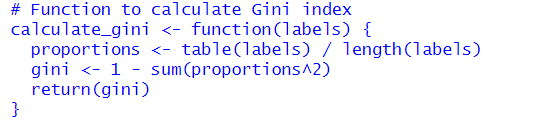 # Function to calculate Gini index
calculate_gini <- function(labels) {
  proportions <- table(labels) / length(labels)
  gini <- 1 - sum(proportions^2)
  return(gini)
}